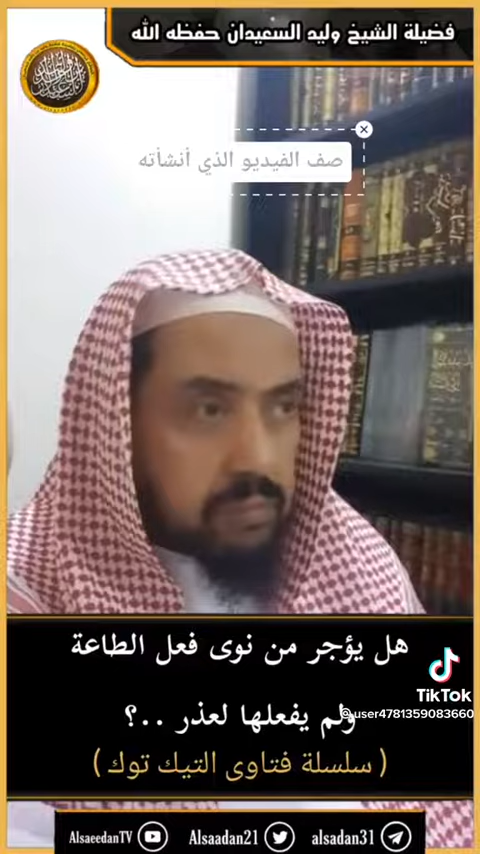 فضيلة الشيخ وليد السعيدان حفظه الله
صف الفيديو الذي أنشأته
هل يؤجر من نوى فعل الطاعة
ولم يفعلها لعذر ..؟
(سلسلة فتاوى التيك توك)
TikTok
@user4781359083660
AlsaeedanTV
Alsaadan21
alsadan31